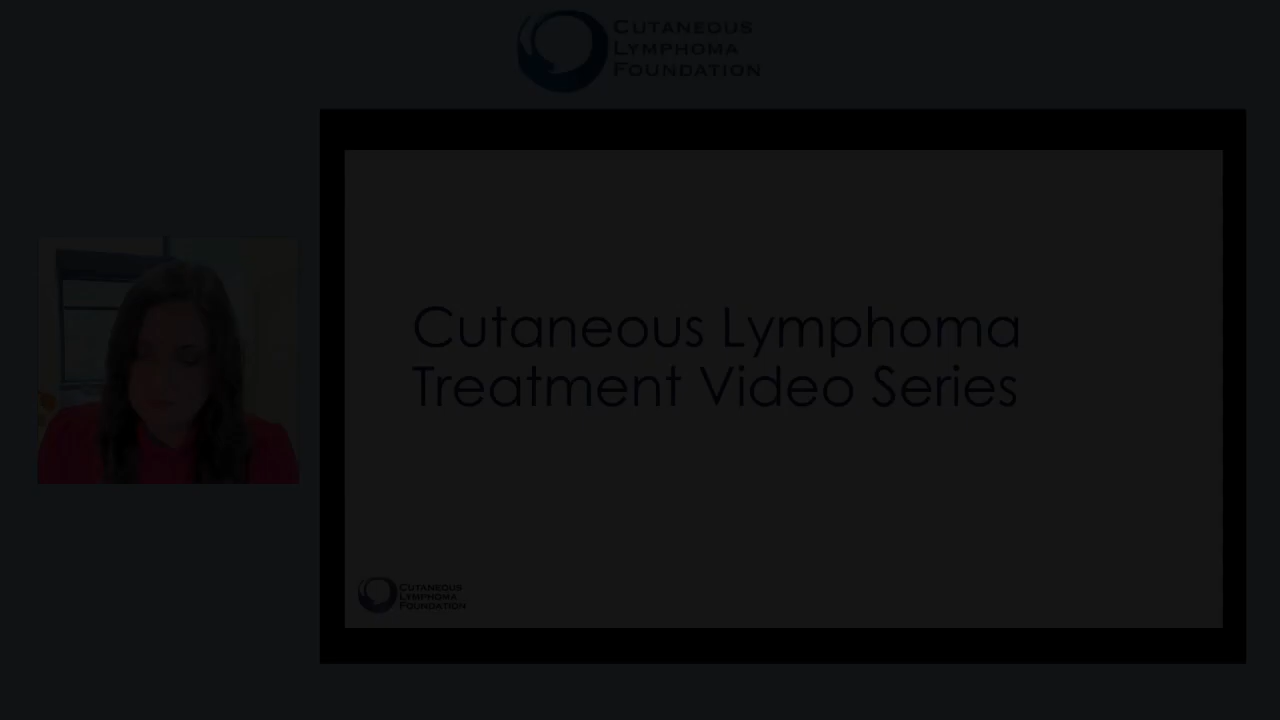 CUTANEOUS
LYMPHOMA
FOUNDATION
Cutaneous Lymphoma
Treatment Video Series
CUTANEOUS
LYMPHOMA
FOUNDATION